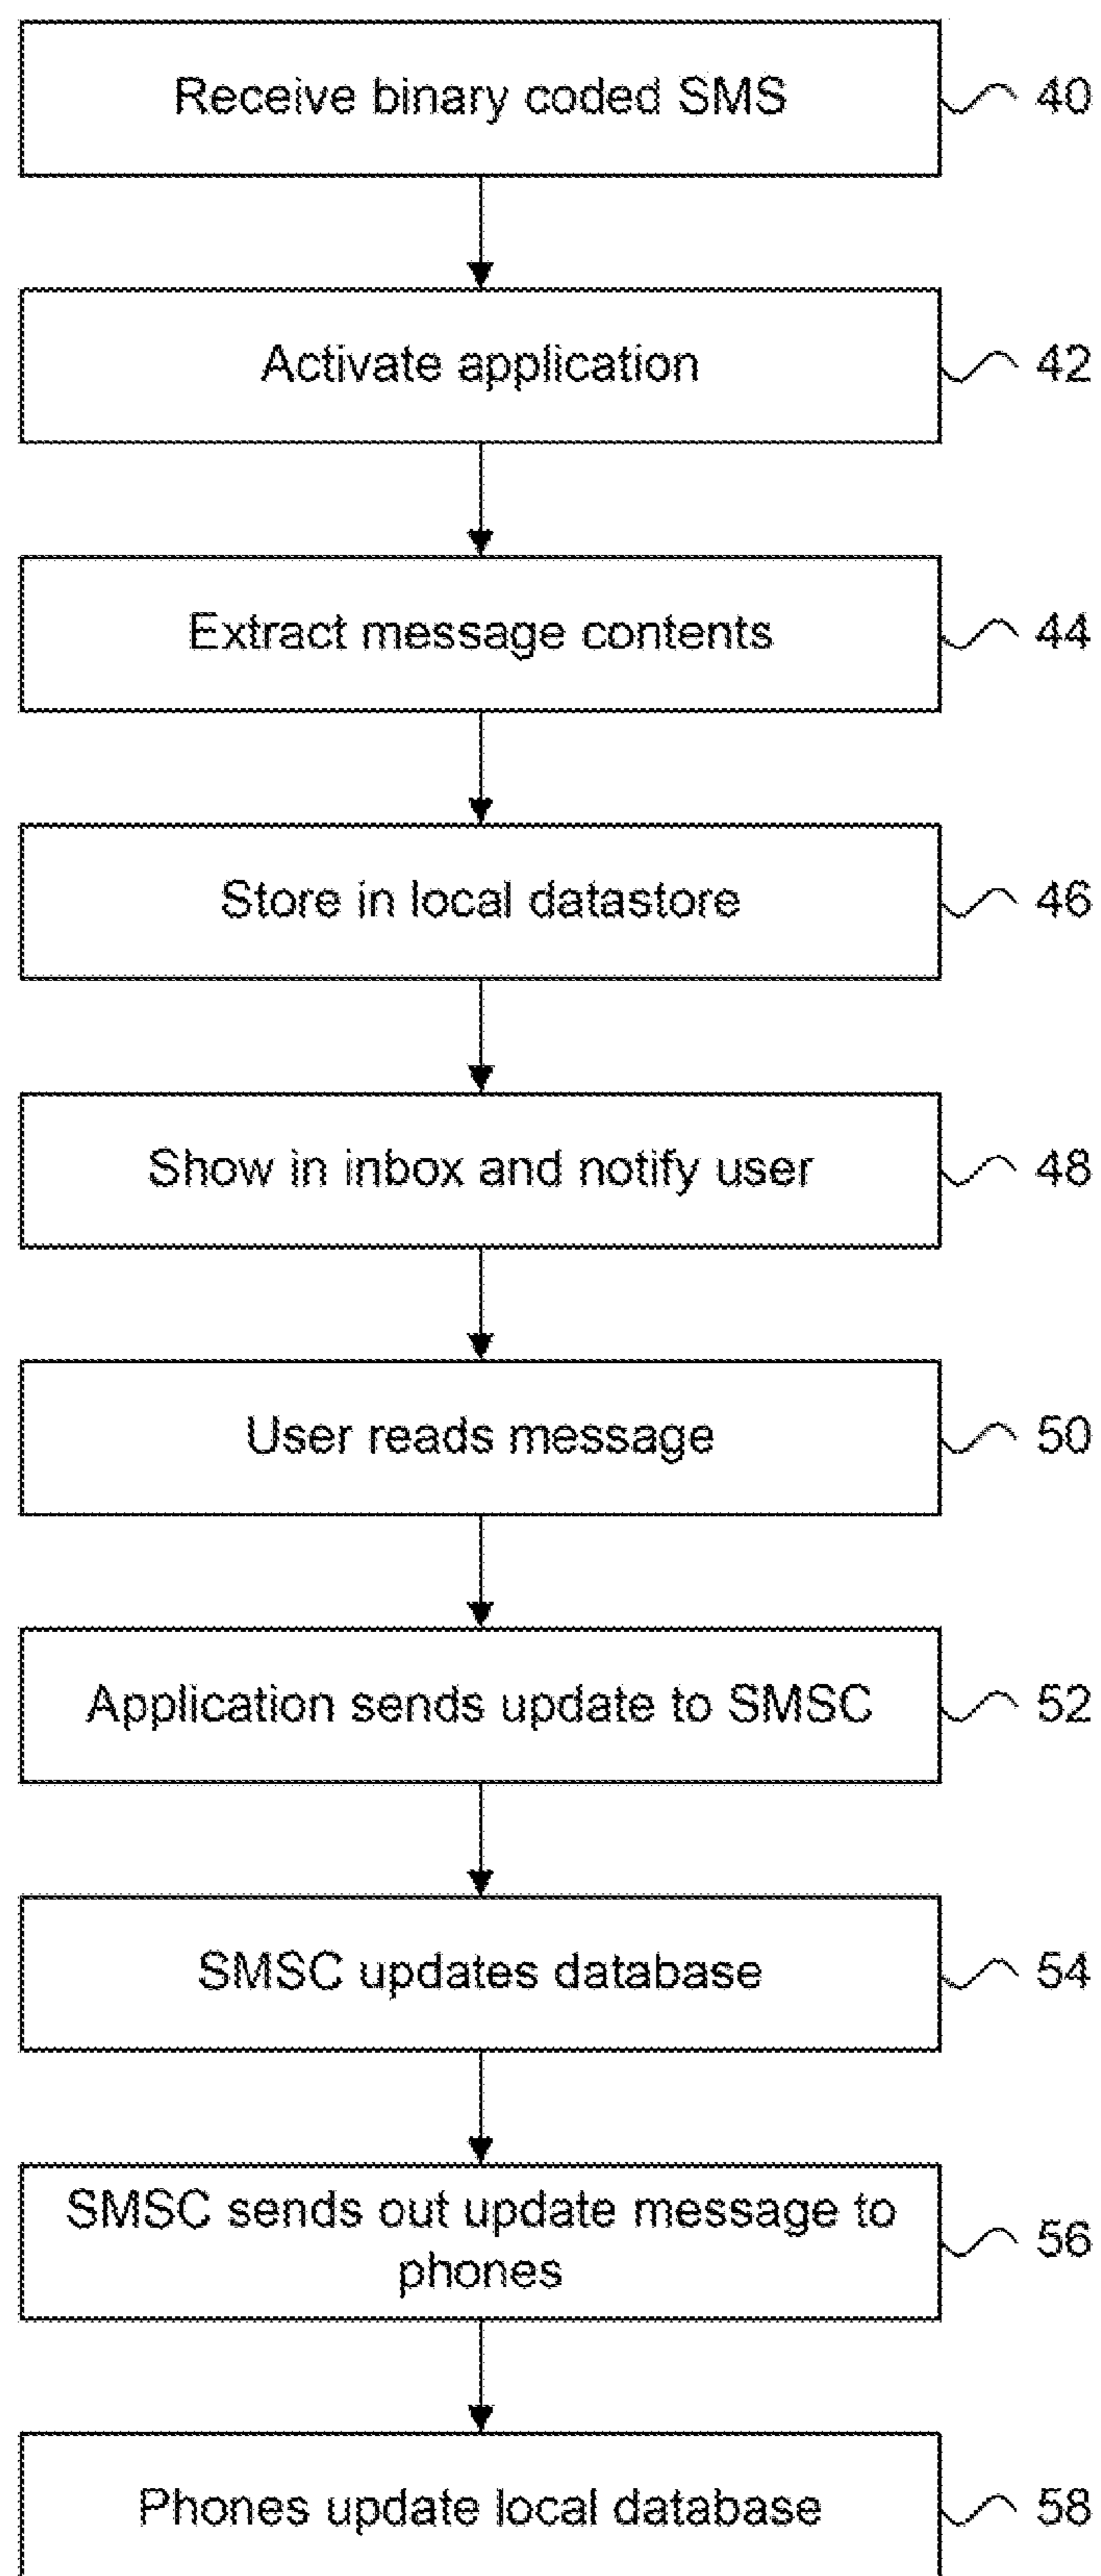 Receive binary coded SMS 40
Activate application 42
Extract message contents 44
Store in local datastore 46
Show in inbox and notify user 48
User reads message 50
Application sends update to SMSC 52
SMSC updates database 54
SMSC sends out update message to
phones 56
Phones update local database 58